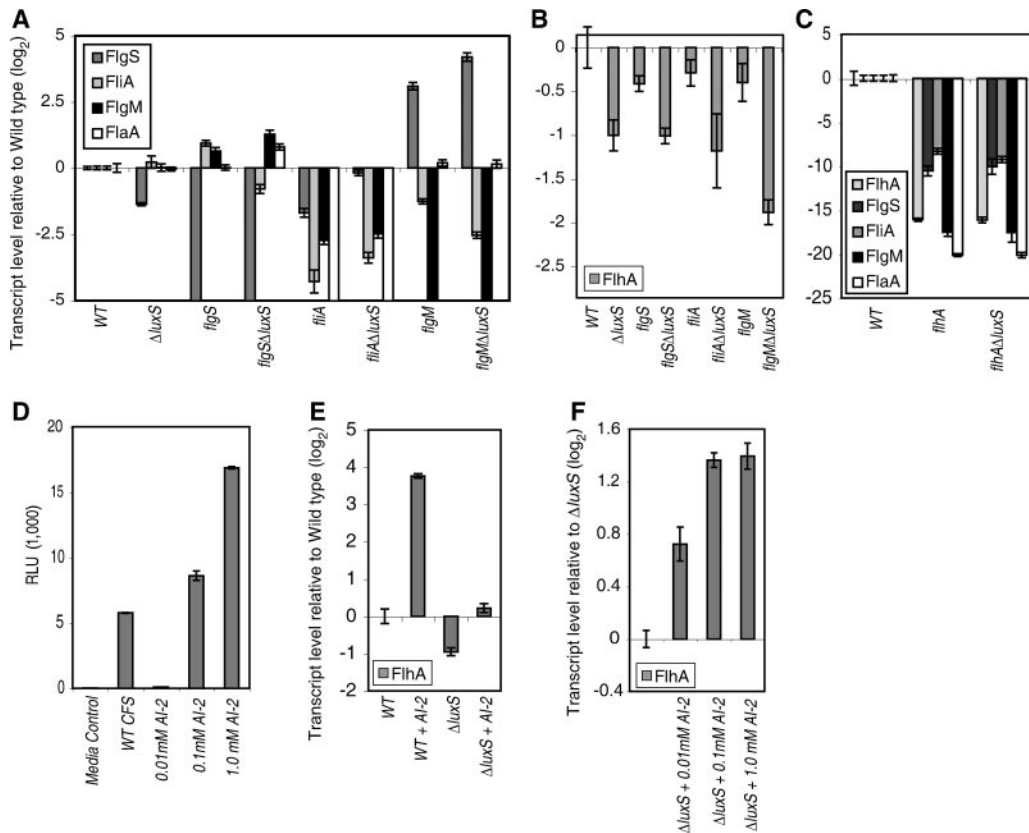 A
Transcript level relative to Wild type (log2)
5
2.5
0
-2.5
-5
FlgS
FliA
FlgM
FlaA
WT
ΔluxS
flgS
flgSΔluxS
fliA
fliAΔluxS
flgM
flgMΔluxS
B
0
-0.5
-1
-1.5
-2
-2.5
FlhA
WT
ΔluxS
flgS
flgSΔluxS
fliA
fliAΔluxS
flgM
flgMΔluxS
C
5
0
-5
-10
-15
-20
-25
FlhA
FlgS
FliA
FlgM
FlaA
WT
flhA
flhAΔluxS
D
RLU (1,000)
20
15
10
5
0
Media Control
WT CFS
0.01mM AI-2
0.1mM AI-2
1.0 mM AI-2
E
Transcript level relative to Wild type (log2)
5
4
3
2
1
0
-1
-2
FlhA
WT
WT + AI-2
ΔluxS
ΔluxS + AI-2
F
Transcript level relative to ΔluxS (log2)
1.6
1.2
0.8
0.4
0
-0.4
FlhA
ΔluxS + 0.01mM AI-2
ΔluxS + 0.1mM AI-2
ΔluxS + 1.0 mM AI-2